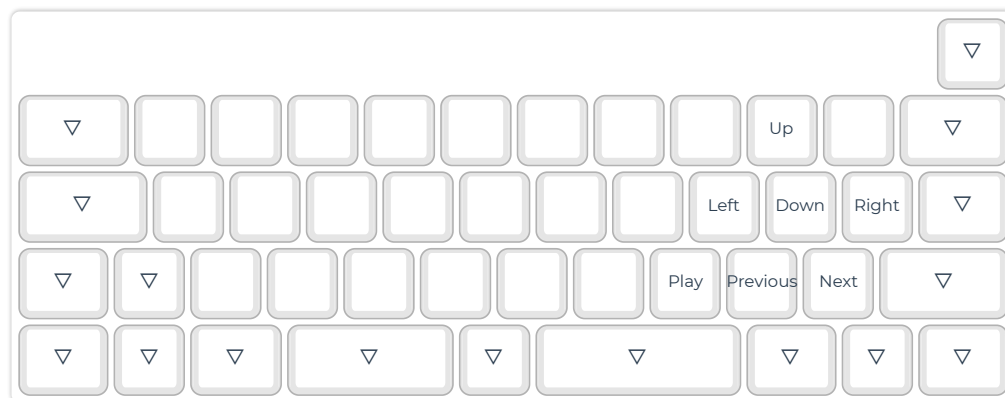 ▽
▽ Up ▽
▽ Left Down Right ▽
▽ ▽ Play Previous Next ▽
▽ ▽ ▽ ▽ ▽ ▽ ▽ ▽ ▽